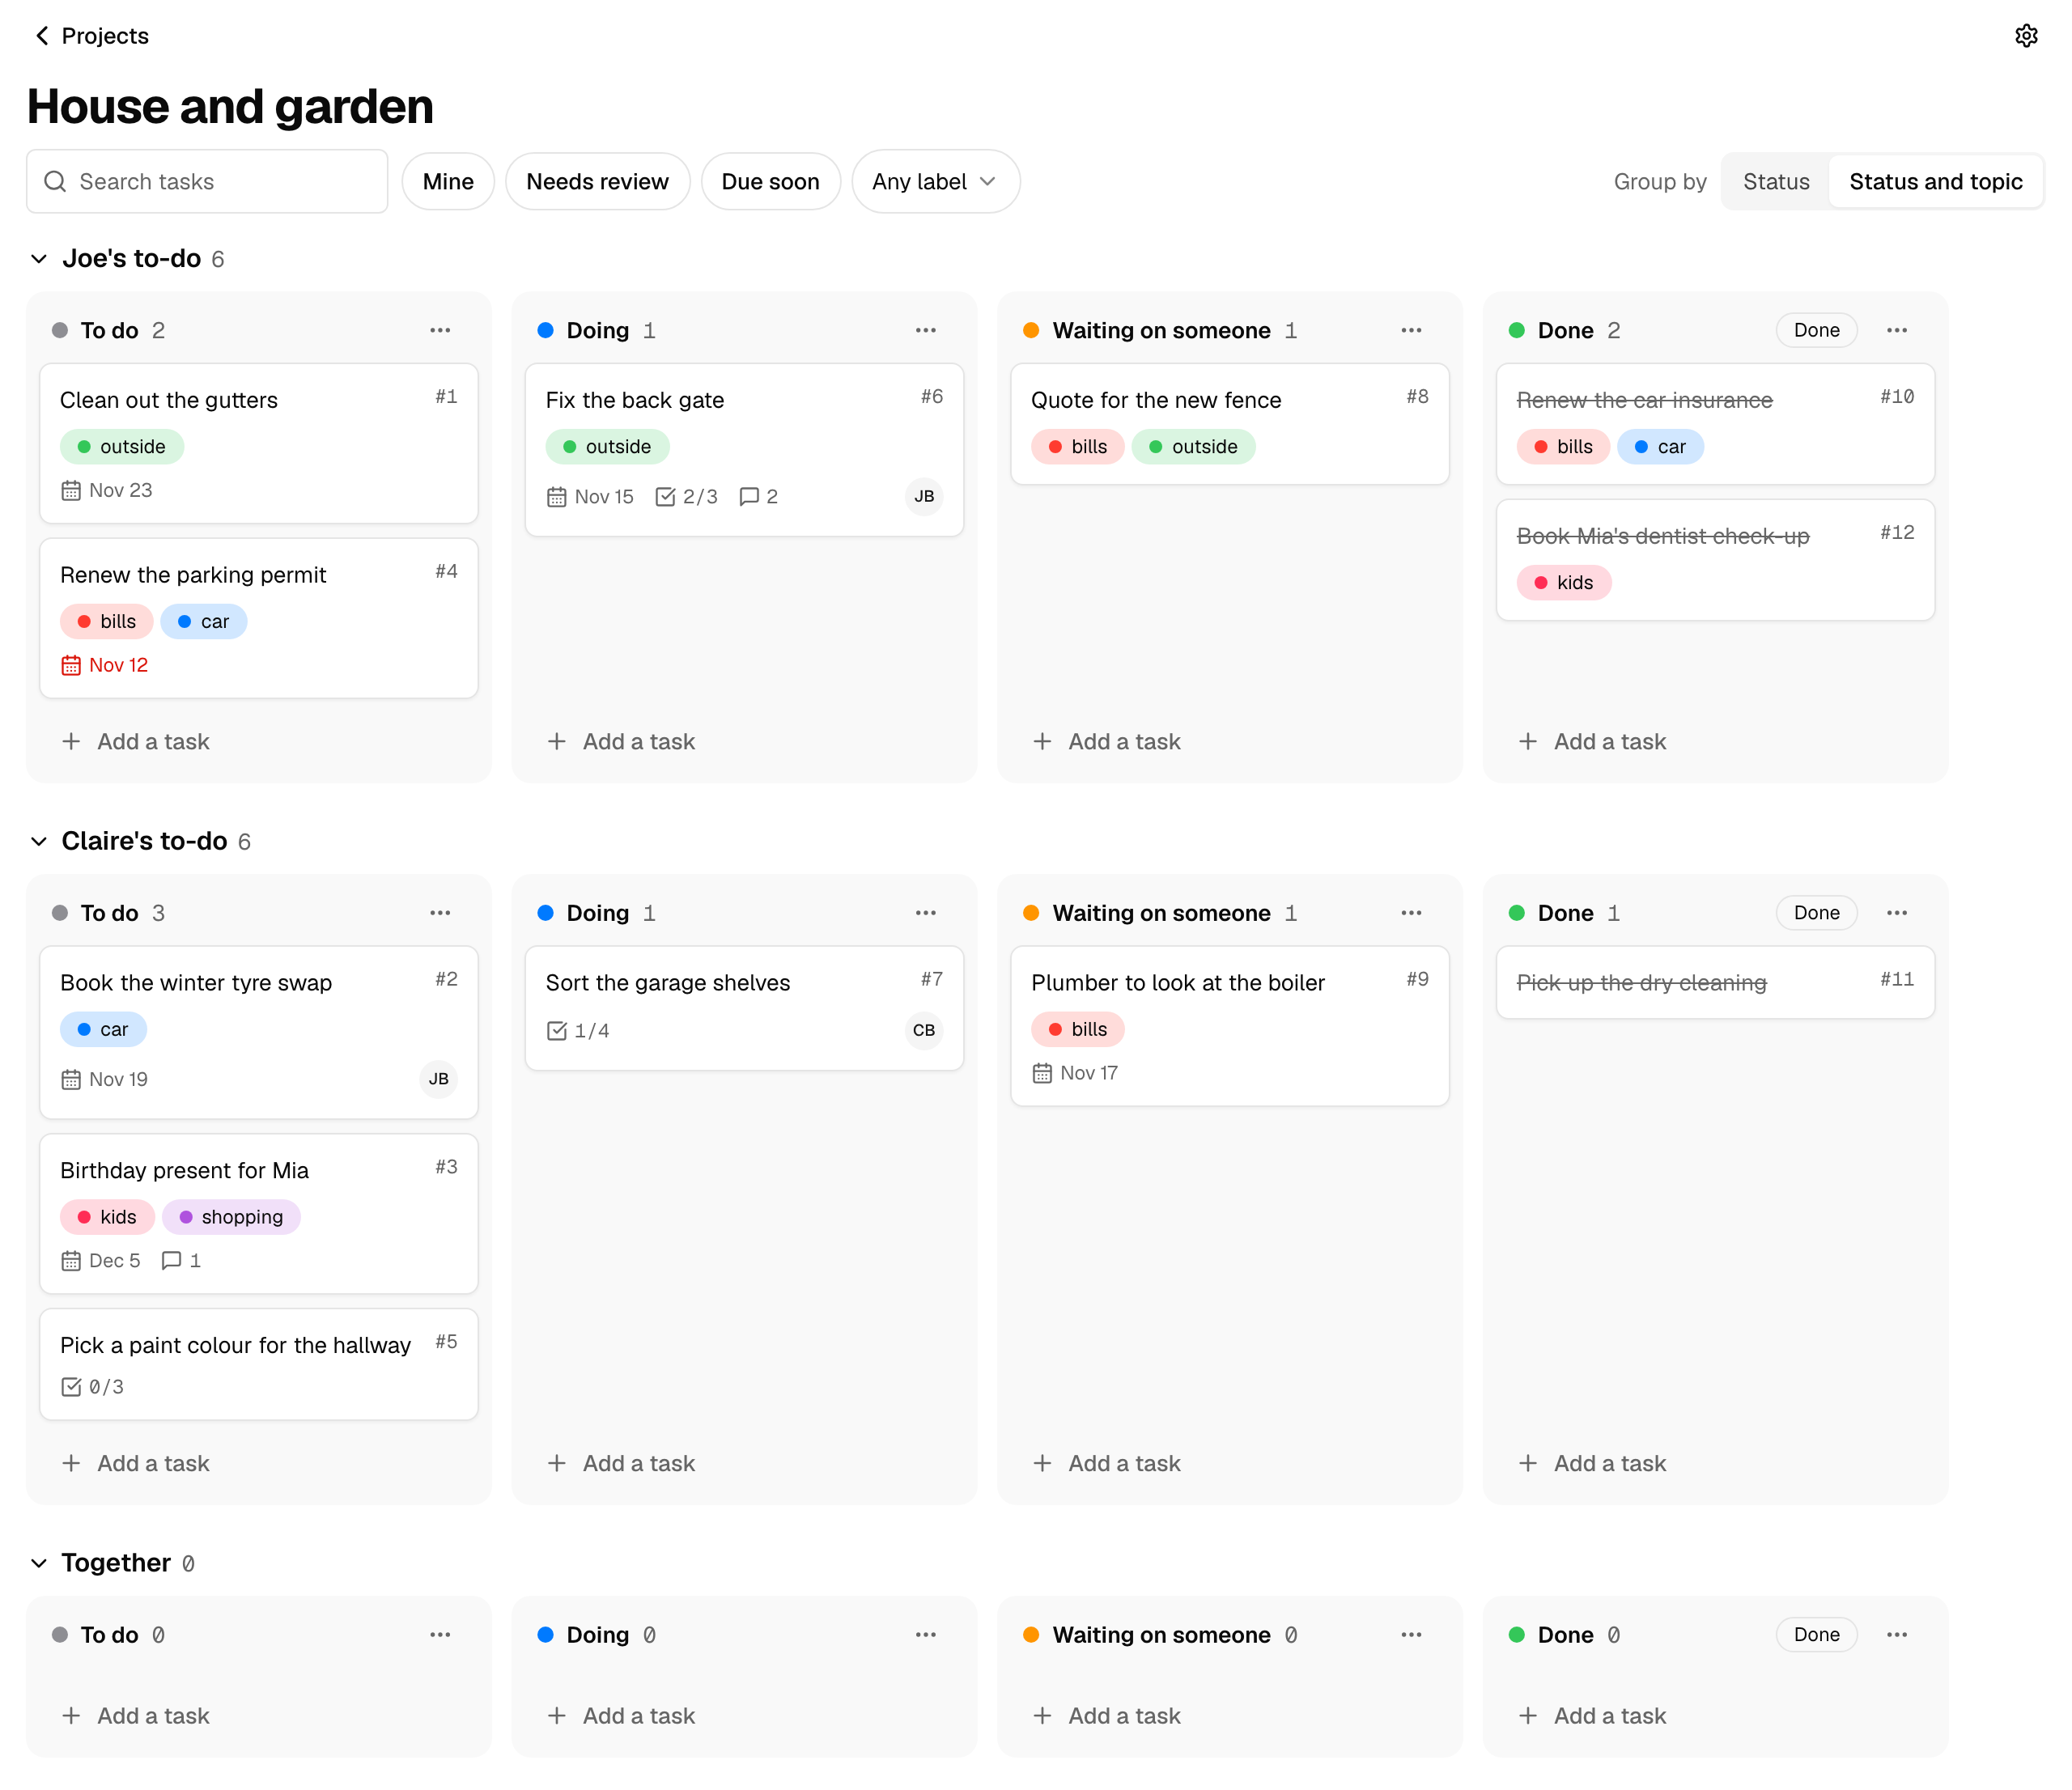 Projects
House and garden
Search tasks
Mine
Needs review
Due soon
Any label
Group by
Status
Status and topic
Joe's to-do 6
To do 2
Clean out the gutters #1
outside
Nov 23
Renew the parking permit #4
bills car
Nov 12
Add a task
Doing 1
Fix the back gate #6
outside
Nov 15 2/3 2 JB
Add a task
Waiting on someone 1
Quote for the new fence #8
bills outside
Add a task
Done 2 Done
Renew the car insurance #10
bills car
Book Mia's dentist check-up #12
kids
Add a task
Claire's to-do 6
To do 3
Book the winter tyre swap #2
car
Nov 19 JB
Birthday present for Mia #3
kids shopping
Dec 5 1
Pick a paint colour for the hallway #5
0/3
Add a task
Doing 1
Sort the garage shelves #7
1/4 CB
Add a task
Waiting on someone 1
Plumber to look at the boiler #9
bills
Nov 17
Add a task
Done 1 Done
Pick up the dry cleaning #11
Add a task
Together 0
To do 0
Add a task
Doing 0
Add a task
Waiting on someone 0
Add a task
Done 0 Done
Add a task